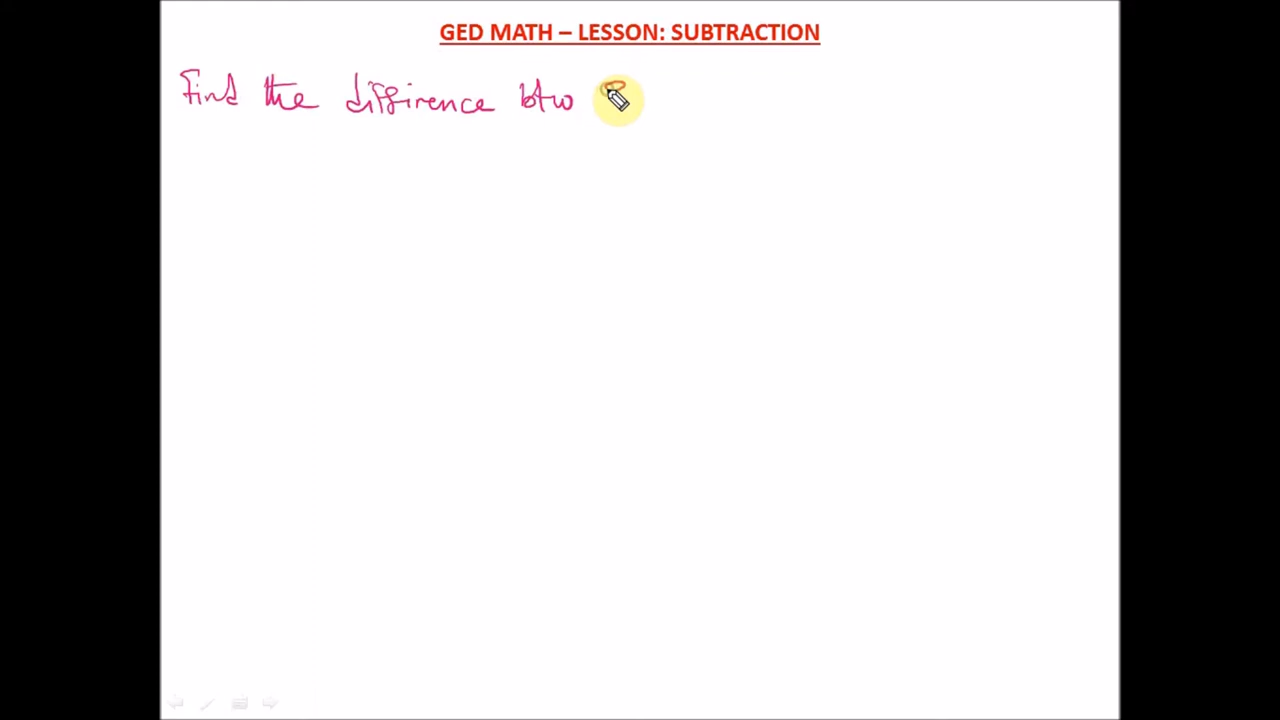 GED MATH – LESSON: SUBTRACTION
Find the diffirence btw